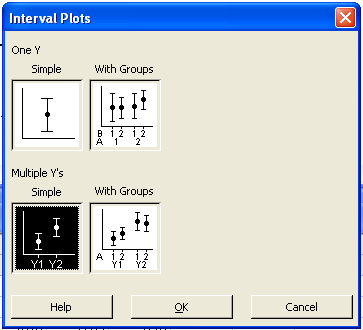 Interval Plots
One Y
Simple With Groups
B 1 2 1 2
A 1 2
Multiple Y's
Simple With Groups
Y1 Y2
A 1 2 1 2
Y1 Y2
Help OK Cancel